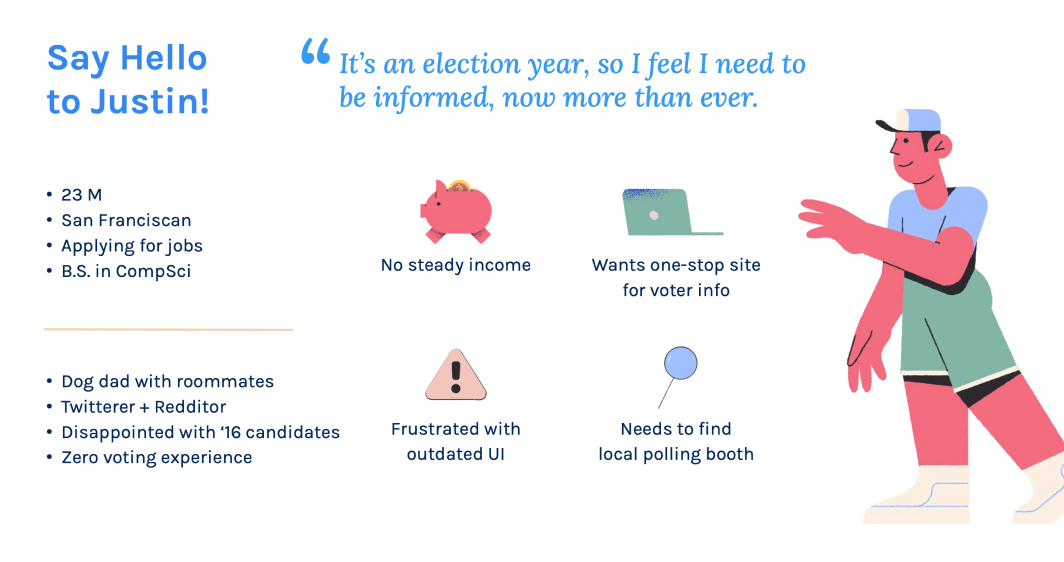 Say Hello
to Justin!
“ It’s an election year, so I feel I need to
be informed, now more than ever.
• 23 M
• San Franciscan
• Applying for jobs
• B.S. in CompSci
No steady income
Wants one-stop site
for voter info
• Dog dad with roommates
• Twitterer + Redditor
• Disappointed with ‘16 candidates
• Zero voting experience
Frustrated with
outdated UI
Needs to find
local polling booth